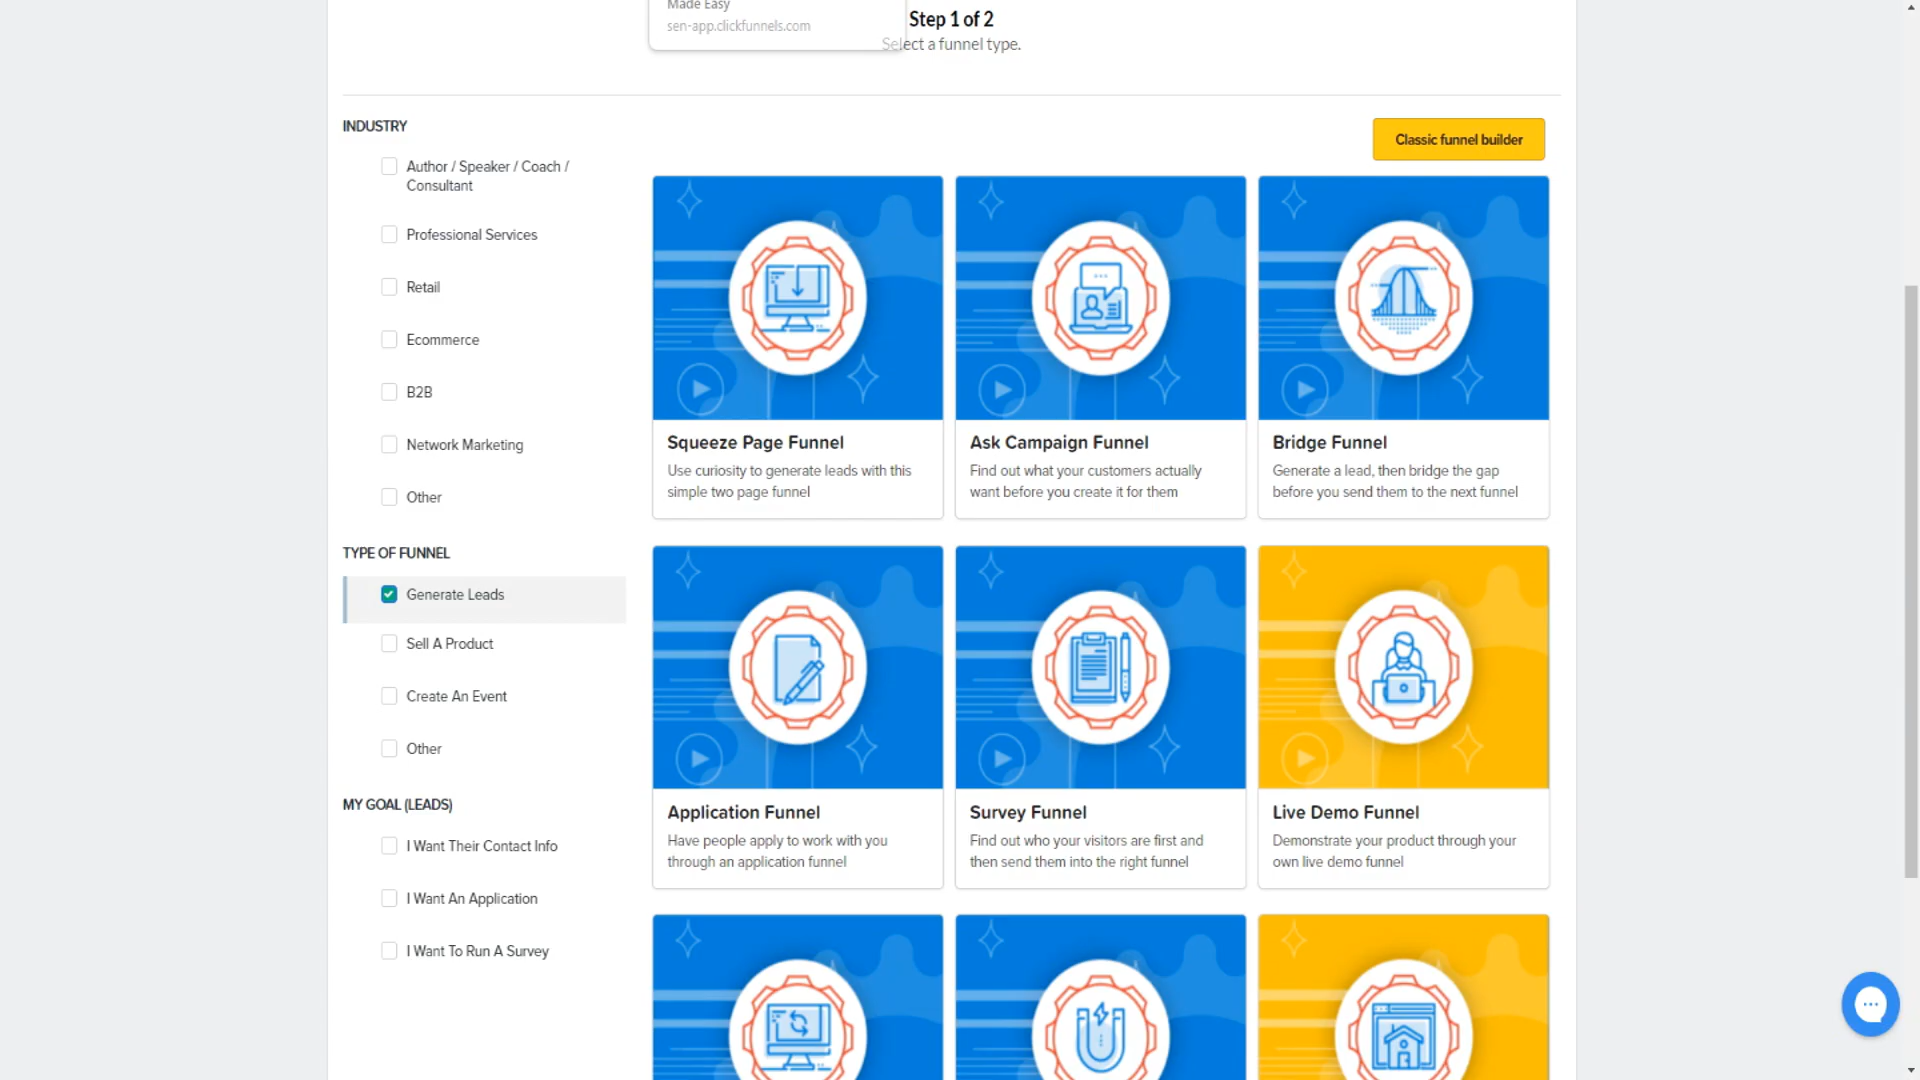 Made Easy
sen-app.clickfunnels.com
Step 1 of 2
Select a funnel type.
INDUSTRY
Classic funnel builder
Author / Speaker / Coach /
Consultant
Professional Services
Retail
Ecommerce
B2B
Network Marketing
Other
Squeeze Page Funnel
Use curiosity to generate leads with this
simple two page funnel
Ask Campaign Funnel
Find out what your customers actually
want before you create it for them
Bridge Funnel
Generate a lead, then bridge the gap
before you send them to the next funnel
TYPE OF FUNNEL
Generate Leads
Sell A Product
Create An Event
Other
MY GOAL (LEADS)
I Want Their Contact Info
I Want An Application
I Want To Run A Survey
Application Funnel
Have people apply to work with you
through an application funnel
Survey Funnel
Find out who your visitors are first and
then send them into the right funnel
Live Demo Funnel
Demonstrate your product through your
own live demo funnel